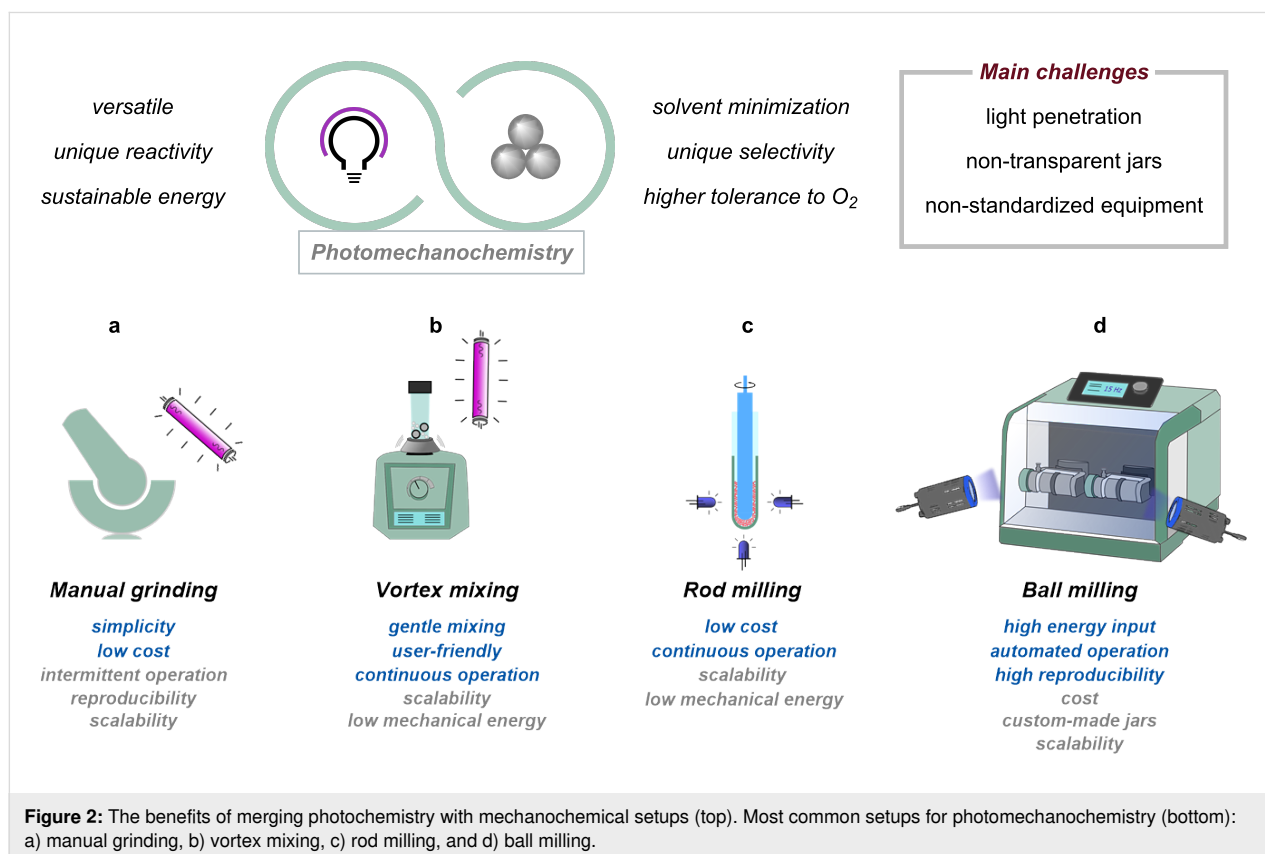 versatile
unique reactivity
sustainable energy
Photomechanochemistry
solvent minimization
unique selectivity
higher tolerance to O2
Main challenges
light penetration
non-transparent jars
non-standardized equipment
a
b
c
d
15 Hz
Manual grinding
simplicity
low cost
intermittent operation
reproducibility
scalability
Vortex mixing
gentle mixing
user-friendly
continuous operation
scalability
low mechanical energy
Rod milling
low cost
continuous operation
scalability
low mechanical energy
Ball milling
high energy input
automated operation
high reproducibility
cost
custom-made jars
scalability
Figure 2: The benefits of merging photochemistry with mechanochemical setups (top). Most common setups for photomechanochemistry (bottom):
a) manual grinding, b) vortex mixing, c) rod milling, and d) ball milling.